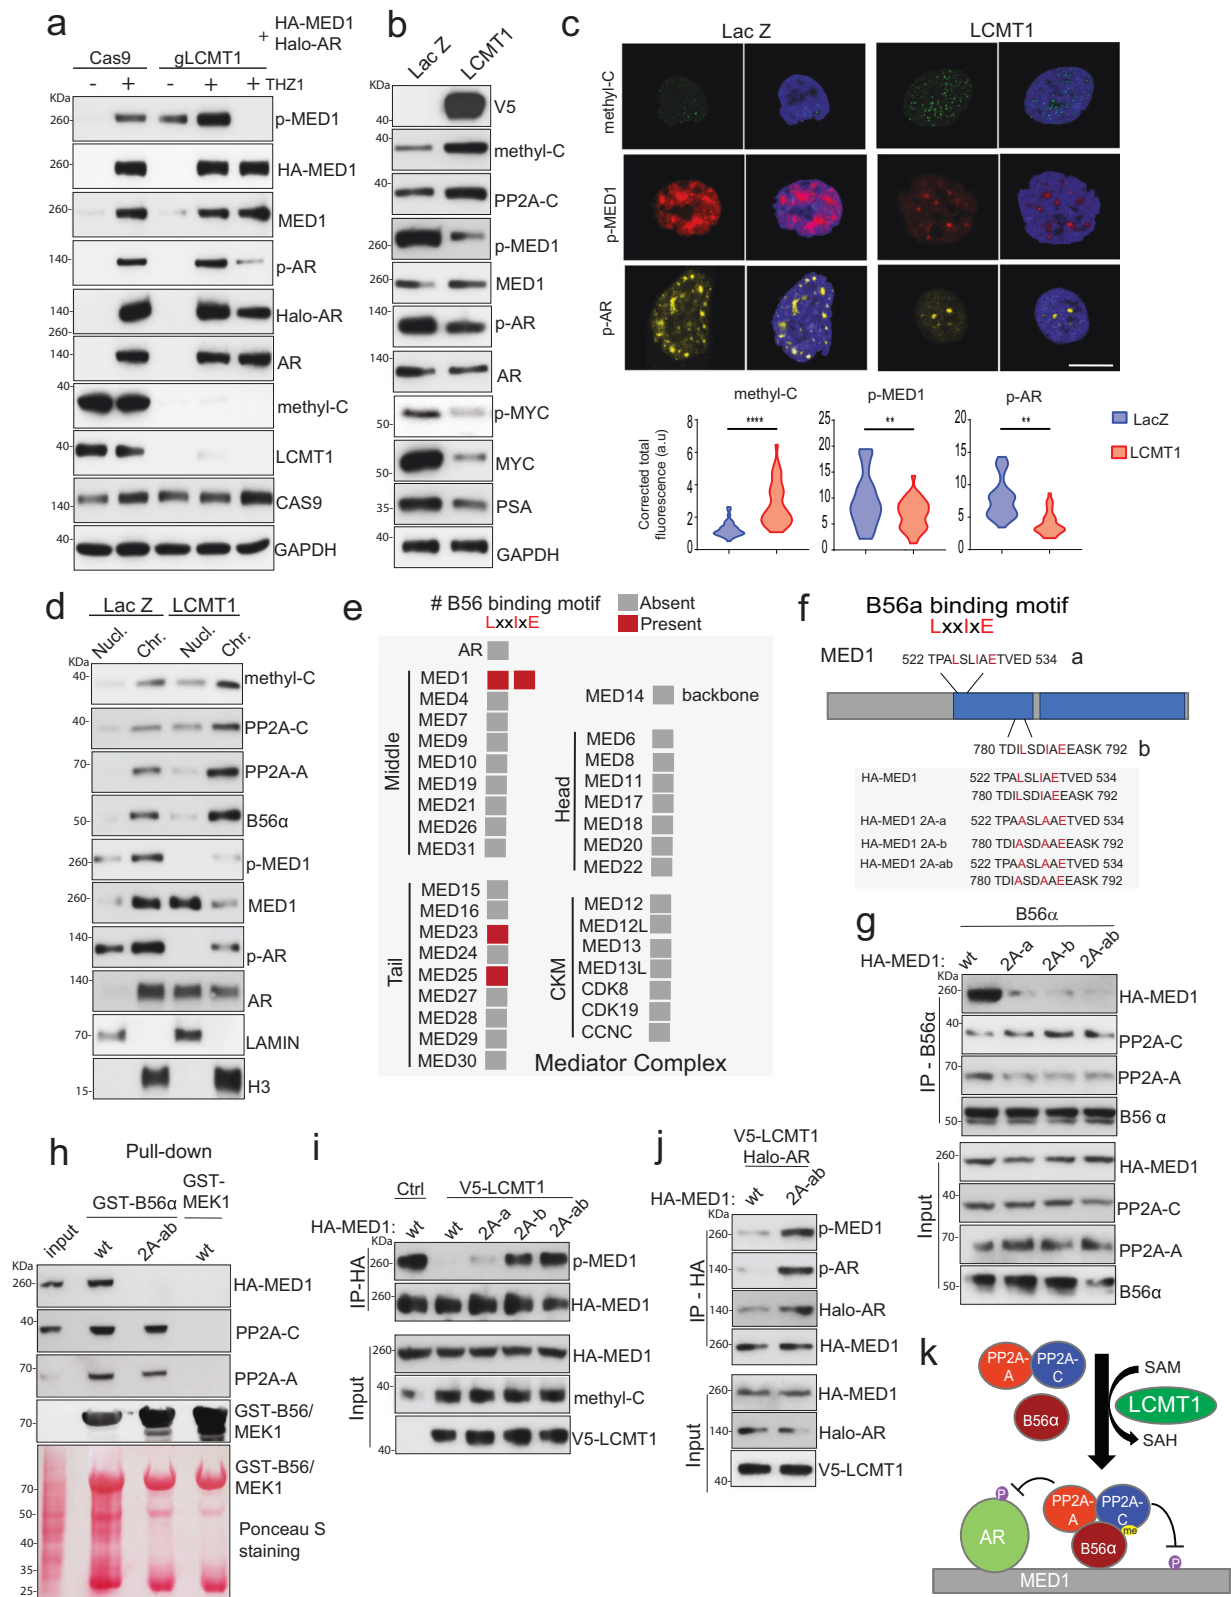 a
HA-MED1
+ Halo-AR
Cas9 gLCMT1
- + - + + THZ1
KDa
260- p-MED1
260- HA-MED1
260- MED1
140- p-AR
140- Halo-AR
260
140- AR
40 methyl-C
40- LCMT1
140- CAS9
40- GAPDH
b
Lac Z LCMT1
KDa
40- V5
40 methyl-C
40- PP2A-C
260- p-MED1
260- MED1
p-AR
140- AR
50- p-MYC
50- MYC
35- PSA
40- GAPDH
c
Lac Z LCMT1
methyl-C
p-MED1
p-AR
methyl-C p-MED1 p-AR
Corrected total
fluorescence (a.u)
8 6 4 2 0
****
25 20 15 10 5 0
**
20 15 10 5 0
**
LacZ
LCMT1
d
Lac Z LCMT1
Nucl. Chr. Nucl. Chr.
KDa
40- methyl-C
40- PP2A-C
70- PP2A-A
50- B56α
260- p-MED1
260- MED1
140- p-AR
140- AR
70- LAMIN
15- H3
e
# B56 binding motif
LxxIxE
Absent
Present
AR
Middle
MED1
MED4
MED7
MED9
MED10
MED19
MED21
MED26
MED31
Tail
MED15
MED16
MED23
MED24
MED25
MED27
MED28
MED29
MED30
MED14 backbone
Head
MED6
MED8
MED11
MED17
MED18
MED20
MED22
CKM
MED12
MED12L
MED13
MED13L
CDK8
CDK19
CCNC
Mediator Complex
f
B56a binding motif
LxxIxE
MED1 522 TPALSLIAETVED 534 a
780 TDILSDIAEEASK 792 b
HA-MED1 522 TPALSLIAETVED 534
780 TDILSDIAEEASK 792
HA-MED1 2A-a 522 TPAASLAAETVED 534
HA-MED1 2A-b 780 TDIASDAAEEASK 792
HA-MED1 2A-ab 522 TPAASLAAETVED 534
780 TDIASDAAEEASK 792
g
B56α
HA-MED1: wt 2A-a 2A-b 2A-ab
KDa
IP - B56α
260- HA-MED1
40 PP2A-C
70- PP2A-A
50- B56 α
Input
260- HA-MED1
40- PP2A-C
70- PP2A-A
50- B56α
h
Pull-down
GST-B56α GST-MEK1
input wt 2A-ab wt
KDa
260- HA-MED1
40 PP2A-C
70- PP2A-A
70- GST-B56/
MEK1
GST-B56/
MEK1
70-
50-
40-
35-
25-
Ponceau S
staining
i
Ctrl V5-LCMT1
HA-MED1: wt wt 2A-a 2A-b 2A-ab
KDa
IP-HA
260- p-MED1
260 HA-MED1
Input
HA-MED1
40- methyl-C
40- V5-LCMT1
j
V5-LCMT1
Halo-AR
HA-MED1: wt 2A-ab
KDa
IP - HA
260- p-MED1
p-AR
140- Halo-AR
260- HA-MED1
Input
260- HA-MED1
140- Halo-AR
40- V5-LCMT1
k
PP2A-A
PP2A-C
B56α
SAM
LCMT1
SAH
P
AR
PP2A-A
PP2A-C
me
B56α
P
MED1